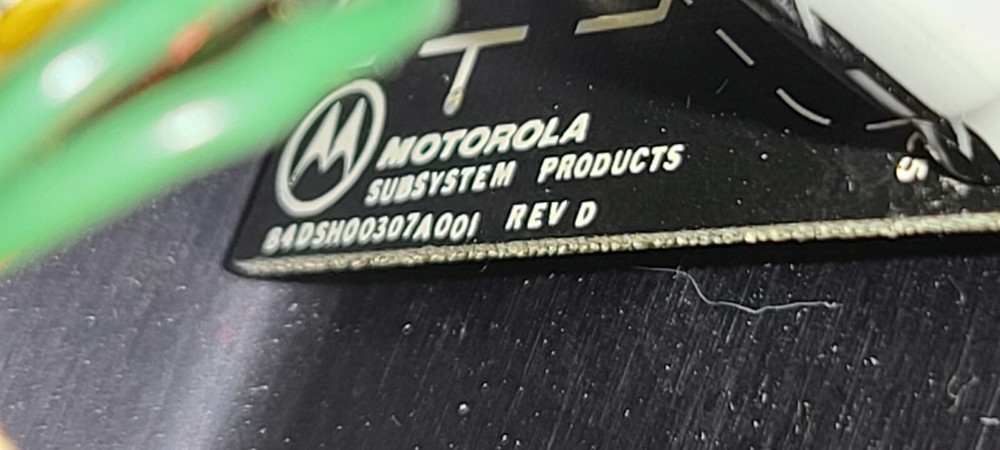 MOTOROLA
SUBSYSTEM PRODUCTS
84DSH00307A001 REV D
S